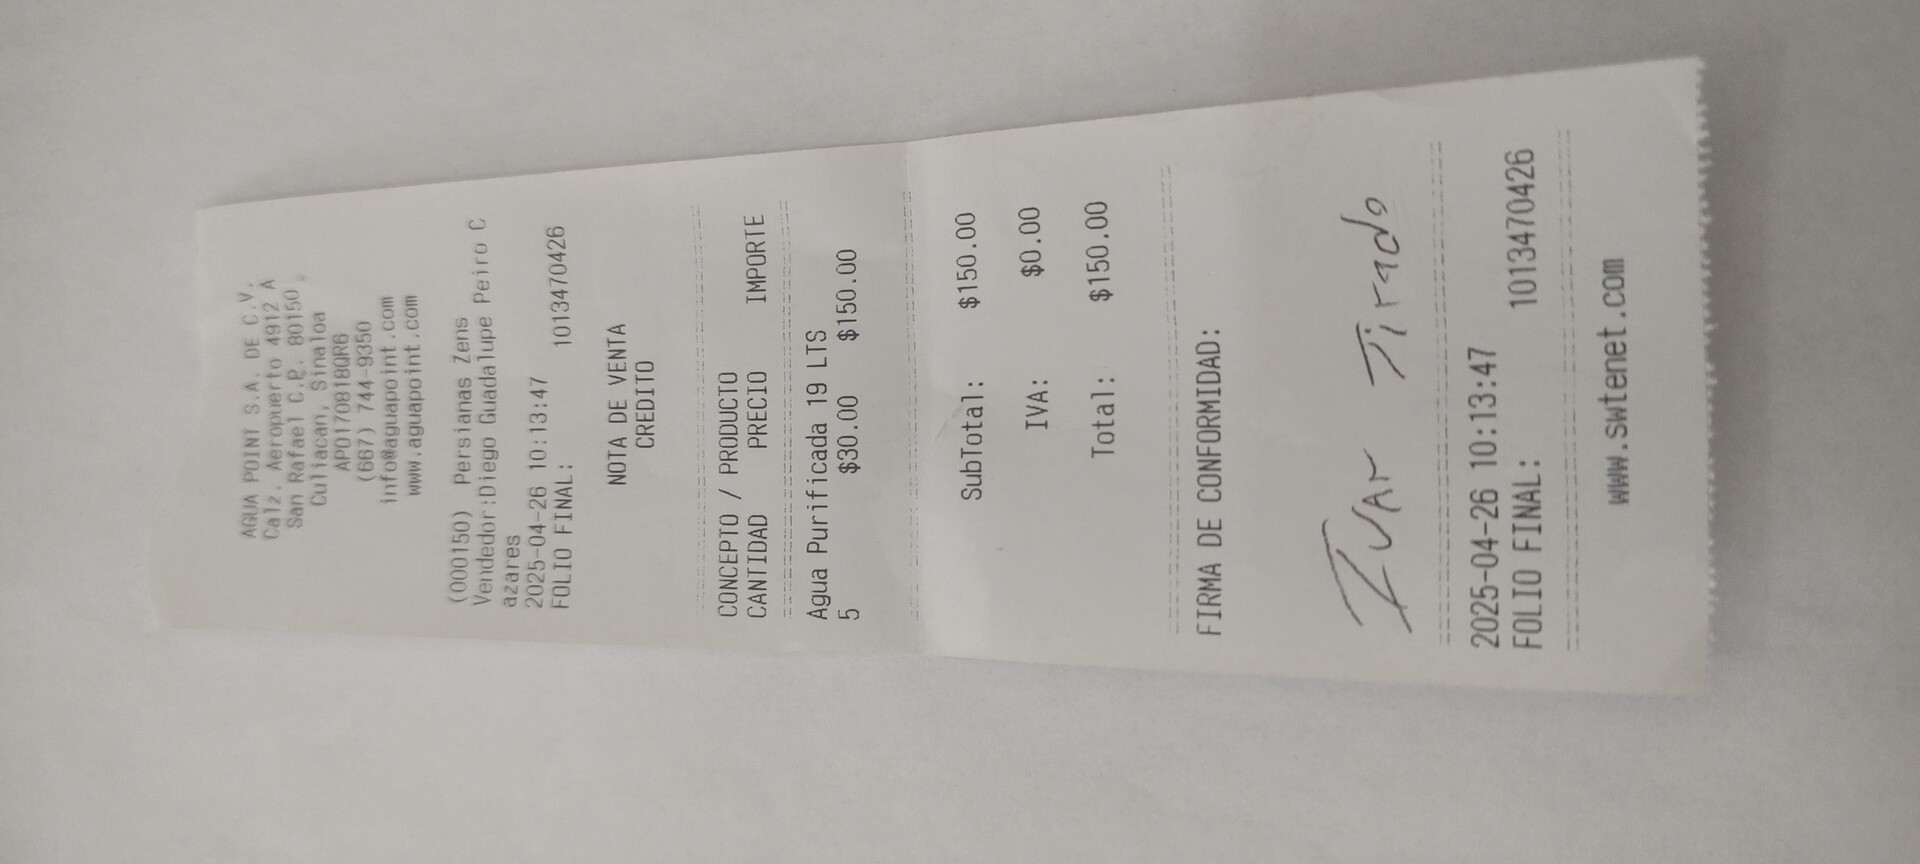 AGUA POINT S.A. DE C.V.
Calz. Aeropuerto 4912 A
San Rafael C.P. 80150,
Culiacan, Sinaloa
APO170818QR6
(667) 744-9350
info@aguapoint.com
www.aguapoint.com
(000150) Persianas Zens
Vendedor:Diego Guadalupe Peiro C
azares
2025-04-26 10:13:47
FOLIO FINAL: 1013470426
NOTA DE VENTA
CREDITO
CONCEPTO / PRODUCTO
CANTIDAD PRECIO IMPORTE
Agua Purificada 19 LTS
5 $30.00 $150.00
SubTotal: $150.00
IVA: $0.00
Total: $150.00
FIRMA DE CONFORMIDAD:
IVAr Tirado
2025-04-26 10:13:47
FOLIO FINAL: 1013470426
www.swtenet.com